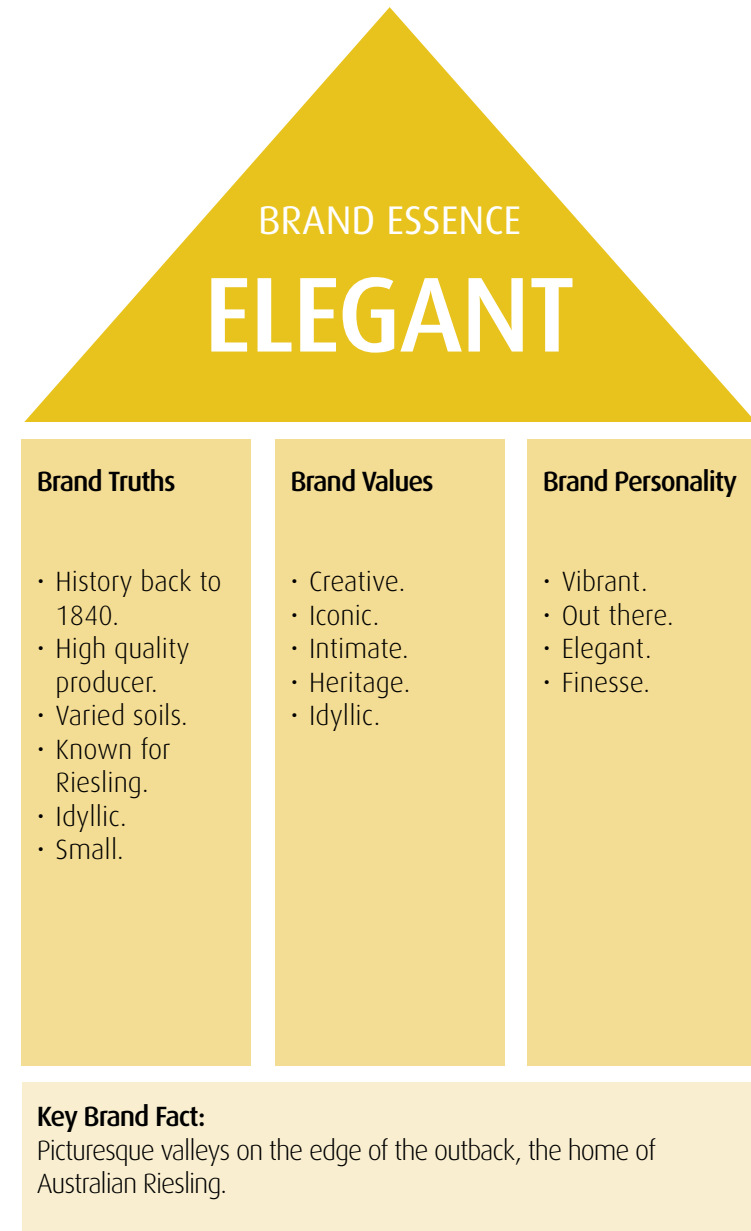 BRAND ESSENCE
ELEGANT
Brand Truths
• History back to
1840.
• High quality
producer.
• Varied soils.
• Known for
Riesling.
• Idyllic.
• Small.
Brand Values
• Creative.
• Iconic.
• Intimate.
• Heritage.
• Idyllic.
Brand Personality
• Vibrant.
• Out there.
• Elegant.
• Finesse.
Key Brand Fact:
Picturesque valleys on the edge of the outback, the home of
Australian Riesling.